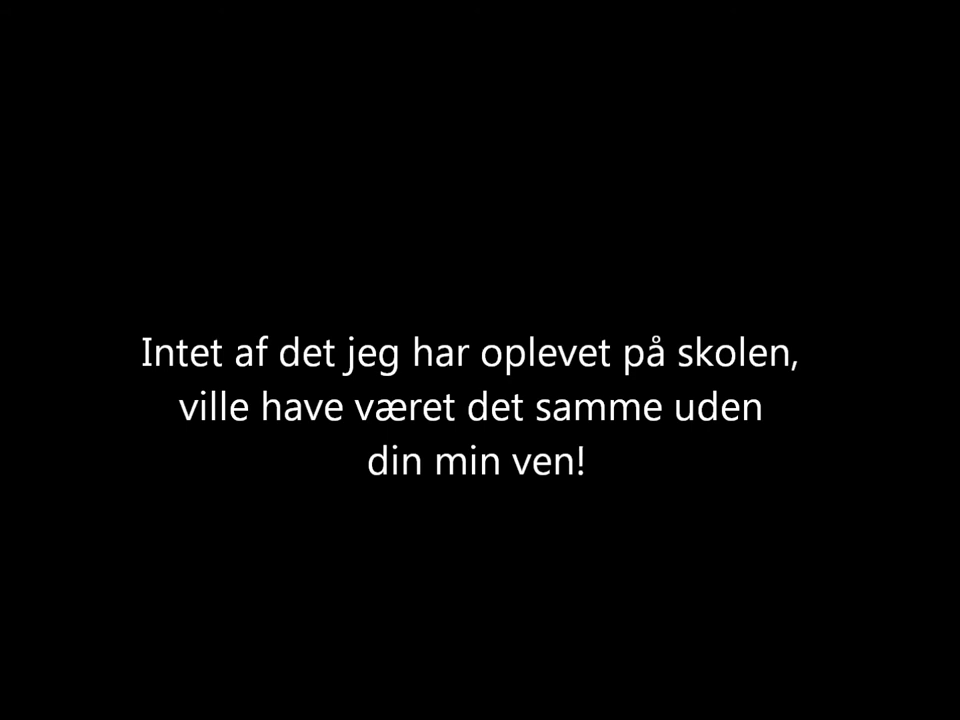 Intet af det jeg har oplevet på skolen,
ville have været det samme uden
din min ven!